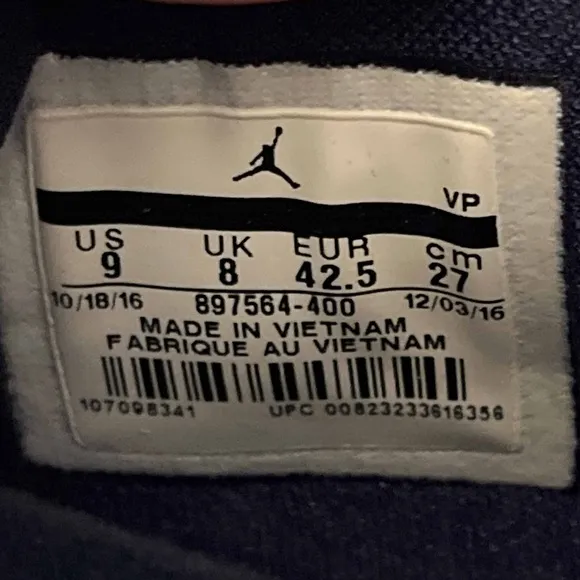 VP
US UK EUR cm
9 8 42.5 27
10/18/16 897564-400 12/03/16
MADE IN VIETNAM
FABRIQUE AU VIETNAM
107098341 UPC 00823233616356